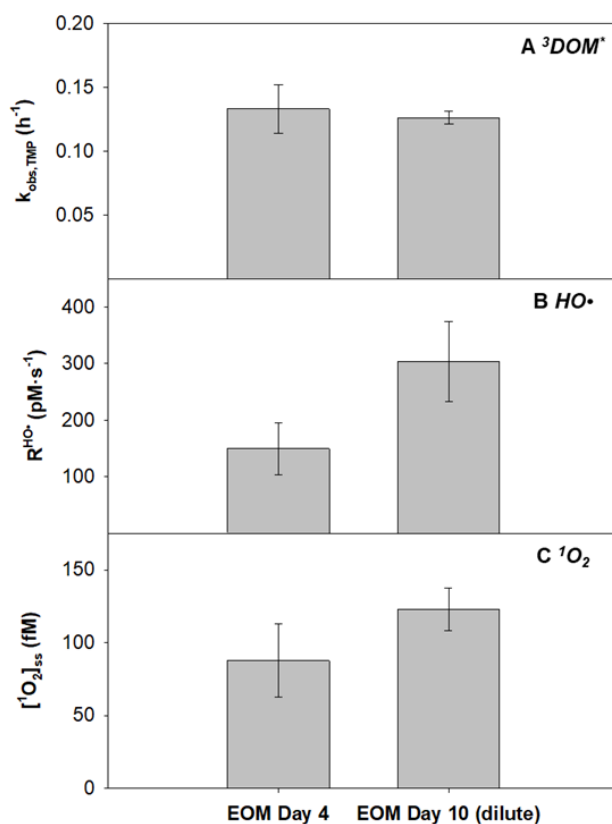 0.20
A ³DOM*
0.15
0.10
0.05
k_obs,TMP (h⁻¹)
B HO•
400
300
200
100
R^HO• (pM·s⁻¹)
C ¹O₂
150
100
50
0
[¹O₂]ss (fM)
EOM Day 4 EOM Day 10 (dilute)